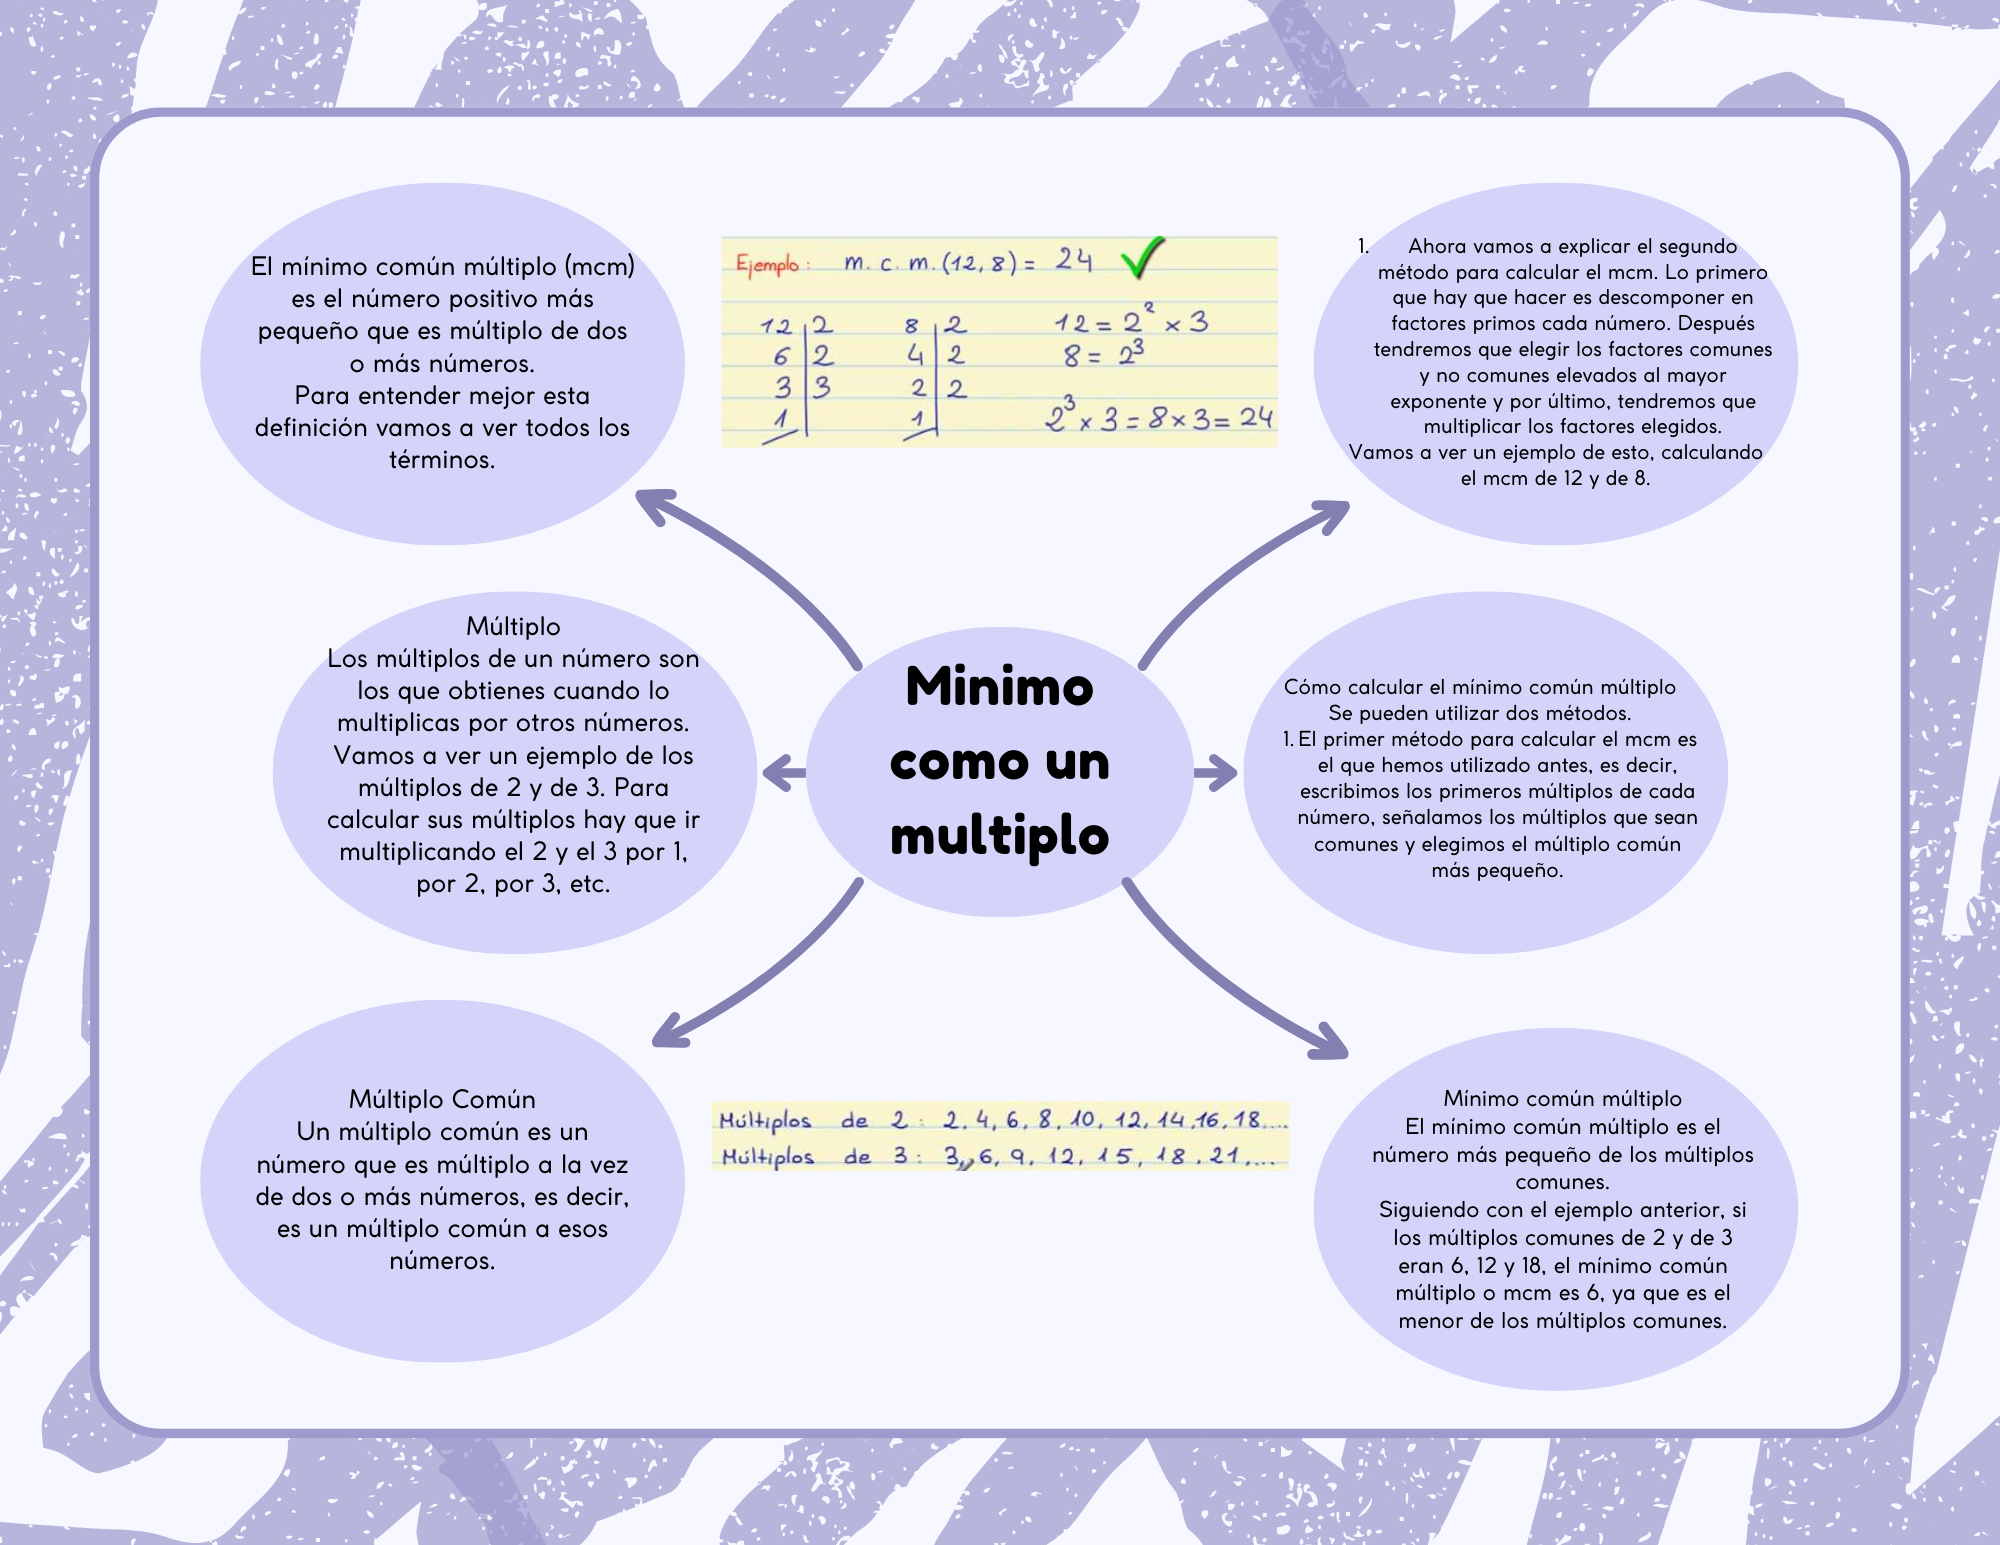 El mínimo común múltiplo (mcm)
es el número positivo más
pequeño que es múltiplo de dos
o más números.
Para entender mejor esta
definición vamos a ver todos los
términos.
Ejemplo: m. c. m. (12, 8) = 24
12 | 2 8 | 2 12 = 2² × 3
6 | 2 4 | 2 8 = 2³
3 | 3 2 | 2
1 1 2³ × 3 = 8 × 3 = 24
1. Ahora vamos a explicar el segundo
método para calcular el mcm. Lo primero
que hay que hacer es descomponer en
factores primos cada número. Después
tendremos que elegir los factores comunes
y no comunes elevados al mayor
exponente y por último, tendremos que
multiplicar los factores elegidos.
Vamos a ver un ejemplo de esto, calculando
el mcm de 12 y de 8.
Múltiplo
Los múltiplos de un número son
los que obtienes cuando lo
multiplicas por otros números.
Vamos a ver un ejemplo de los
múltiplos de 2 y de 3. Para
calcular sus múltiplos hay que ir
multiplicando el 2 y el 3 por 1,
por 2, por 3, etc.
Minimo
como un
multiplo
Cómo calcular el mínimo común múltiplo
Se pueden utilizar dos métodos.
1. El primer método para calcular el mcm es
el que hemos utilizado antes, es decir,
escribimos los primeros múltiplos de cada
número, señalamos los múltiplos que sean
comunes y elegimos el múltiplo común
más pequeño.
Múltiplo Común
Un múltiplo común es un
número que es múltiplo a la vez
de dos o más números, es decir,
es un múltiplo común a esos
números.
Múltiplos de 2 : 2, 4, 6, 8, 10, 12, 14, 16, 18....
Múltiplos de 3 : 3, 6, 9, 12, 15, 18, 21,...
Mínimo común múltiplo
El mínimo común múltiplo es el
número más pequeño de los múltiplos
comunes.
Siguiendo con el ejemplo anterior, si
los múltiplos comunes de 2 y de 3
eran 6, 12 y 18, el mínimo común
múltiplo o mcm es 6, ya que es el
menor de los múltiplos comunes.